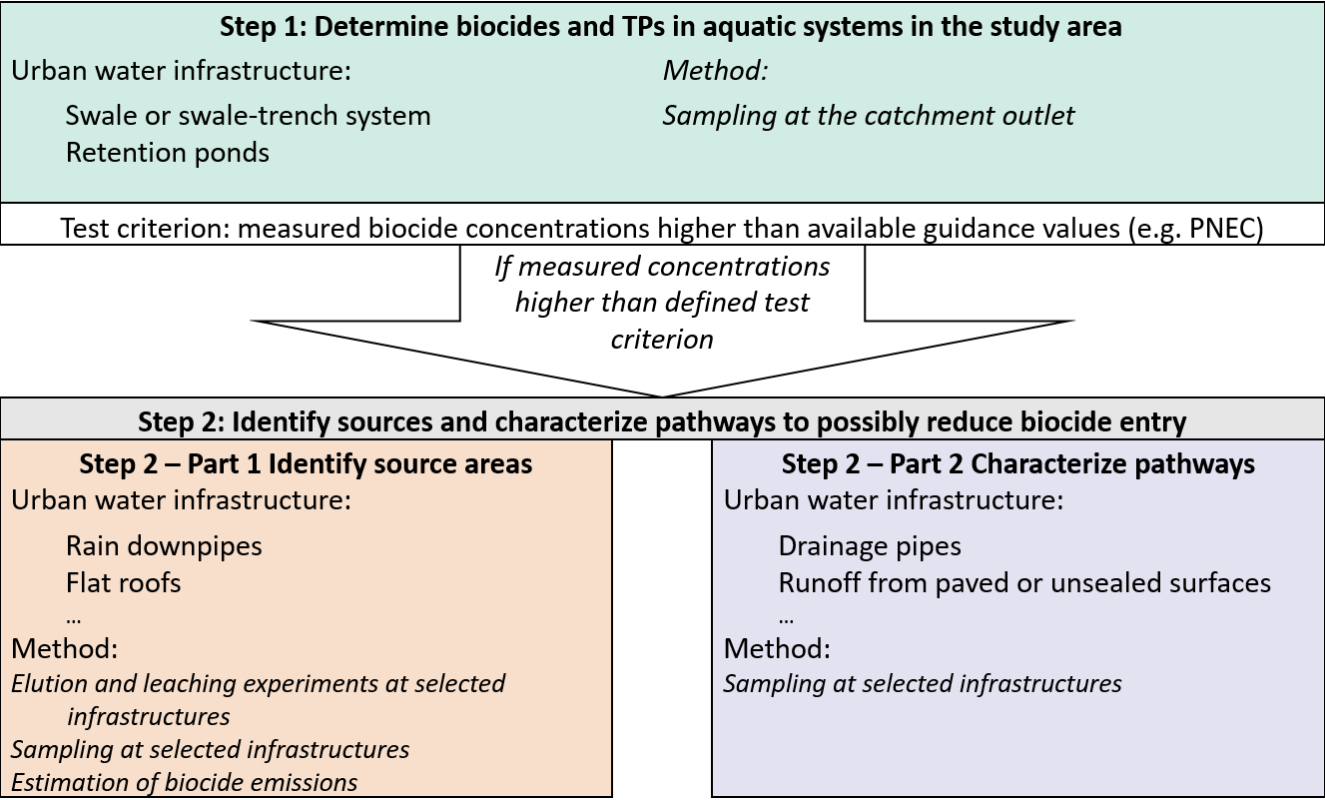 Step 1: Determine biocides and TPs in aquatic systems in the study area
Urban water infrastructure:
Swale or swale-trench system
Retention ponds
Method:
Sampling at the catchment outlet
Test criterion: measured biocide concentrations higher than available guidance values (e.g. PNEC)
If measured concentrations
higher than defined test
criterion
Step 2: Identify sources and characterize pathways to possibly reduce biocide entry
Step 2 – Part 1 Identify source areas
Urban water infrastructure:
Rain downpipes
Flat roofs
...
Method:
Elution and leaching experiments at selected
infrastructures
Sampling at selected infrastructures
Estimation of biocide emissions
Step 2 – Part 2 Characterize pathways
Urban water infrastructure:
Drainage pipes
Runoff from paved or unsealed surfaces
...
Method:
Sampling at selected infrastructures